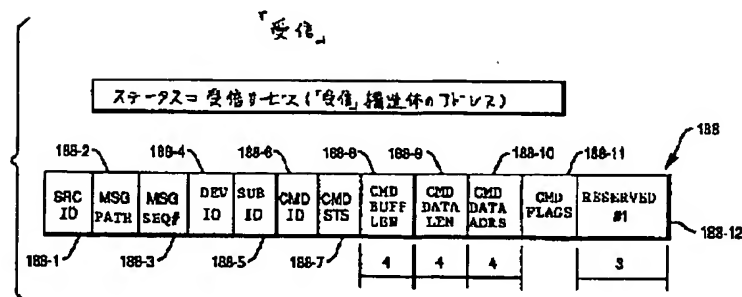 「受信」
ステータス=受信サービス(「受信」構造体のアドレス)
188-2 188-4 188-6 188-8 188-9 188-10 188-11 188
SRC ID
MSG PATH
MSG SEQ#
DEV ID
SUB ID
CMD ID
CMD STS
CMD BUFF LEN
CMD DATA LEN
CMD DATA ADRS
CMD FLAGS
RESERVED #1
188-12
188-1 188-3 188-5 188-7
4 4 4 3